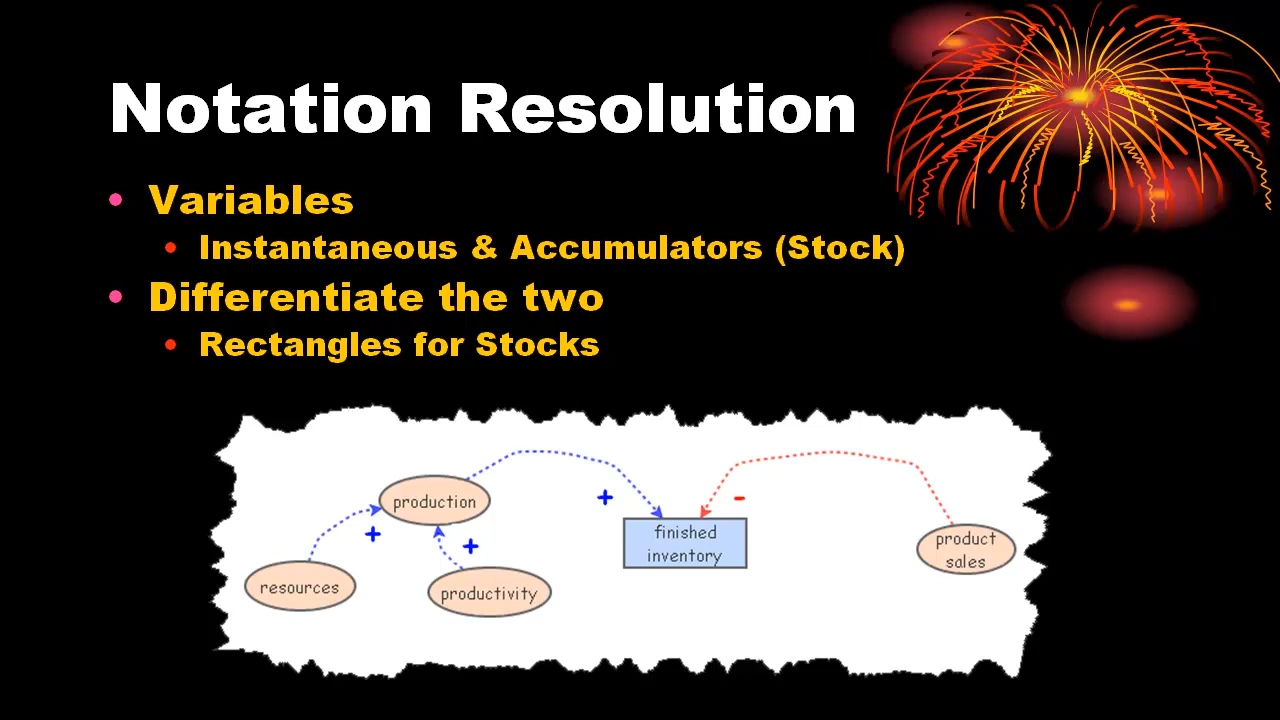 Notation Resolution
• Variables
• Instantaneous & Accumulators (Stock)
• Differentiate the two
• Rectangles for Stocks
production
+
+
+
-
finished
inventory
product
sales
resources
productivity